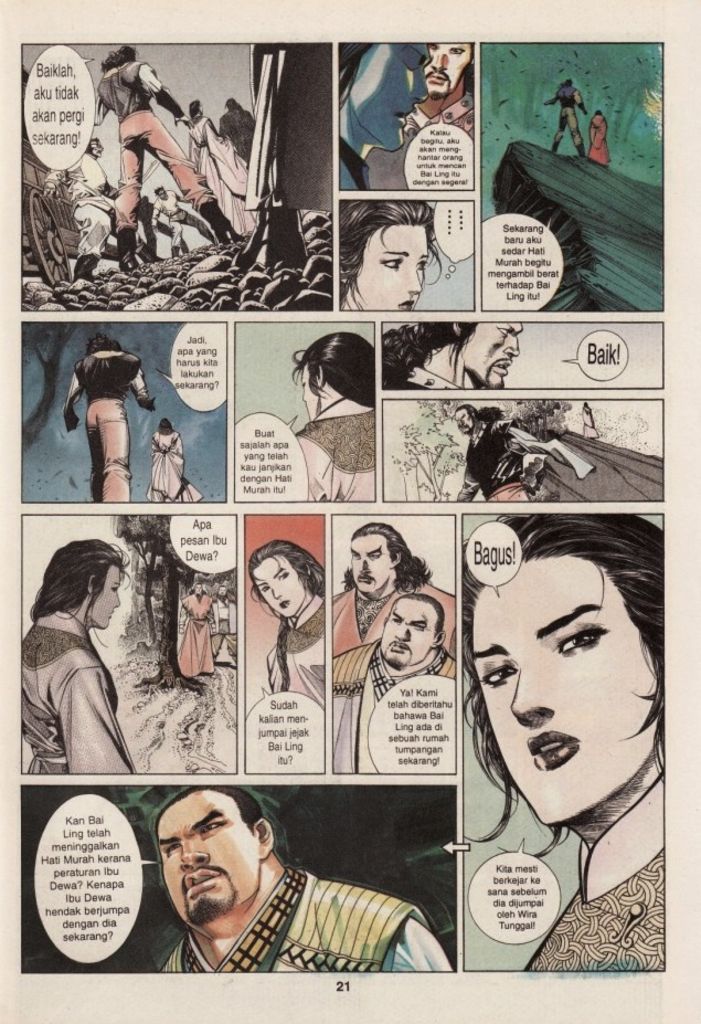 Baiklah,
aku tidak
akan pergi
sekarang!
Kalau
begitu, aku
akan meng-
hantar orang
untuk mencari
Bai Ling itu
dengan segera!
Sekarang
baru aku
sedar Hati
Murah begitu
mengambil berat
terhadap Bai
Ling itu!
Jadi,
apa yang
harus kita
lakukan
sekarang?
Buat
sajalah apa
yang telah
kau janjikan
dengan Hati
Murah itu!
Baik!
Apa
pesan Ibu
Dewa?
Sudah
kalian men-
jumpai jejak
Bai Ling
itu?
Ya! Kami
telah diberitahu
bahawa Bai
Ling ada di
sebuah rumah
tumpangan
sekarang!
Bagus!
Kita mesti
berkejar ke
sana sebelum
dia dijumpai
oleh Wira
Tunggal!
Kan Bai
Ling telah
meninggalkan
Hati Murah kerana
peraturan Ibu
Dewa? Kenapa
Ibu Dewa
hendak berjumpa
dengan dia
sekarang?
21